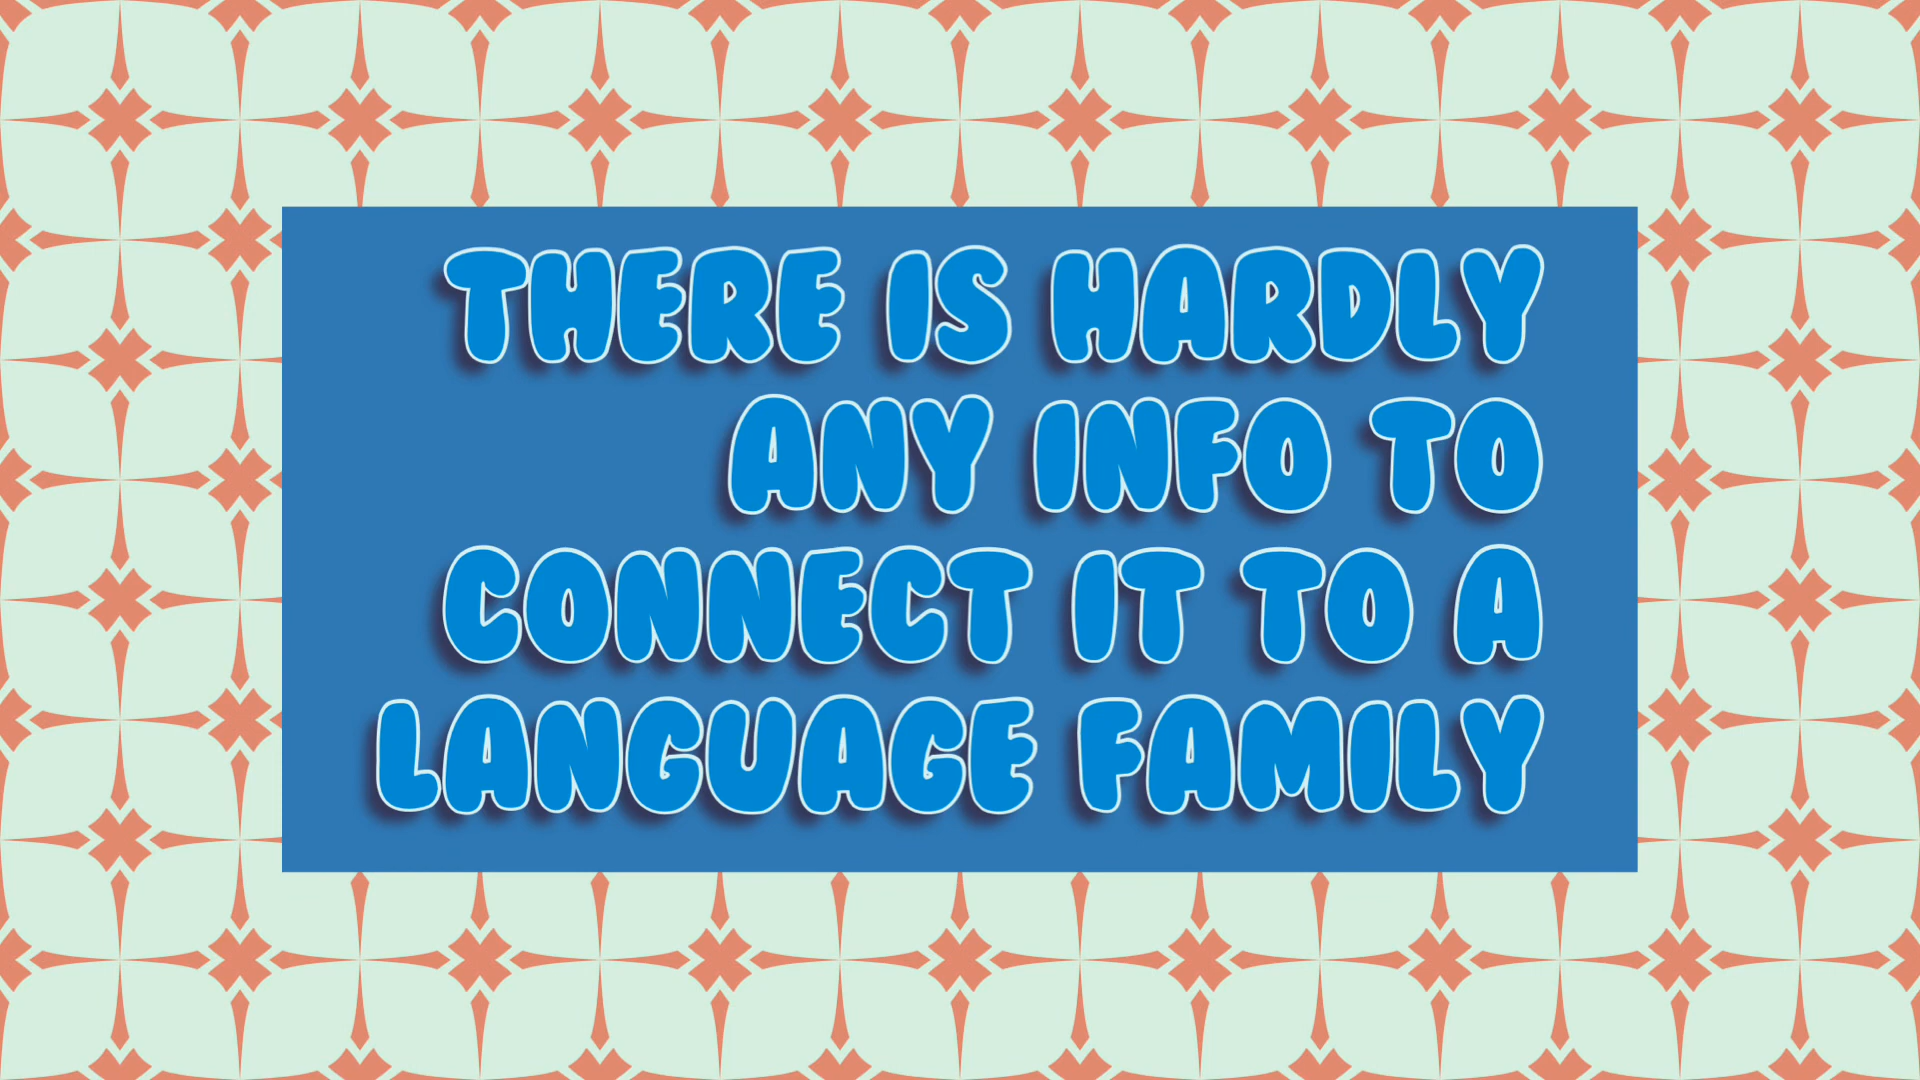 THERE IS HARDLY
ANY INFO TO
CONNECT IT TO A
LANGUAGE FAMILY